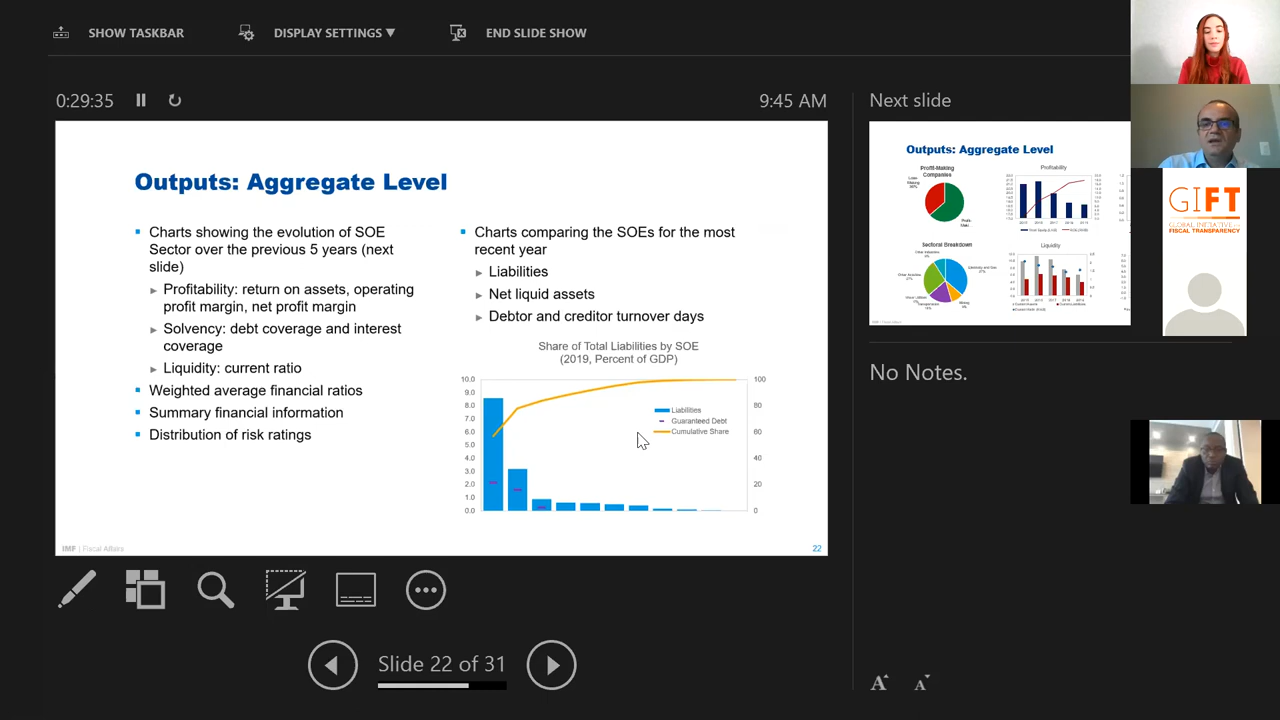 SHOW TASKBAR
DISPLAY SETTINGS ▼
END SLIDE SHOW
0:29:35
9:45 AM
Next slide
Outputs: Aggregate Level
Charts showing the evolution of SOE
Sector over the previous 5 years (next
slide)
Profitability: return on assets, operating
profit margin, net profit margin
Solvency: debt coverage and interest
coverage
Liquidity: current ratio
Weighted average financial ratios
Summary financial information
Distribution of risk ratings
Charts comparing the SOEs for the most
recent year
Liabilities
Net liquid assets
Debtor and creditor turnover days
Share of Total Liabilities by SOE
(2019, Percent of GDP)
10.0
9.0
8.0
7.0
6.0
5.0
4.0
3.0
2.0
1.0
0.0
100
80
60
40
20
0
Liabilities
Guaranteed Debt
Cumulative Share
IMF | Fiscal Affairs
22
Outputs: Aggregate Level
Profit-Making
Companies
Profitability
Sectoral Breakdown
Liquidity
GIFT
GLOBAL INITIATIVE for
FISCAL TRANSPARENCY
No Notes.
Slide 22 of 31
A
A